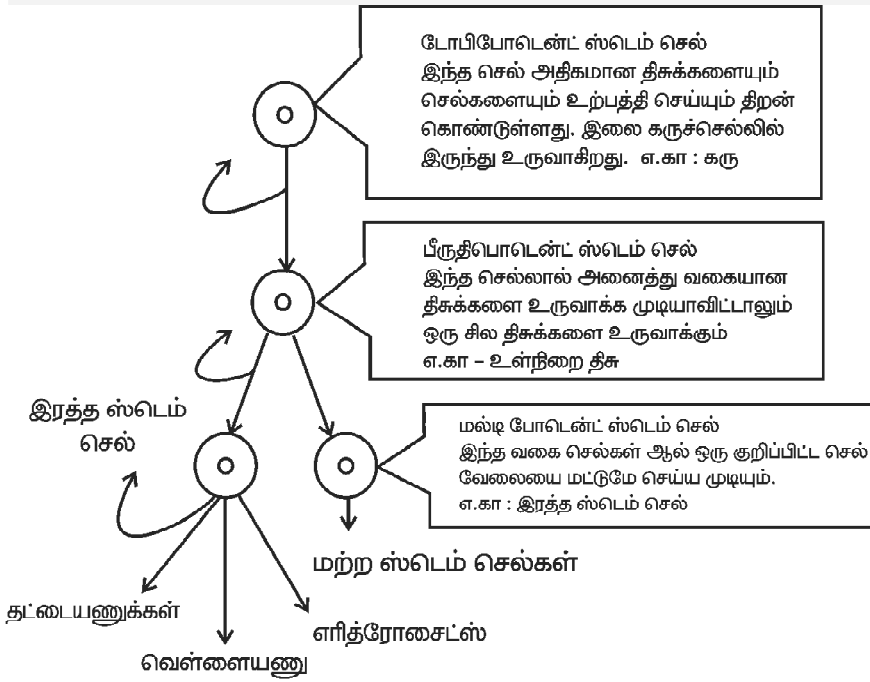 டோபிபோடென்ட் ஸ்டெம் செல்
இந்த செல் அதிகமான திசுக்களையும்
செல்களையும் உற்பத்தி செய்யும் திறன்
கொண்டுள்ளது. இலை கருச்செல்லில்
இருந்து உருவாகிறது. எ.கா : கரு
பீருதிபொடென்ட் ஸ்டெம் செல்
இந்த செல்லால் அனைத்து வகையான
திசுக்களை உருவாக்க முடியாவிட்டாலும்
ஒரு சில திசுக்களை உருவாக்கும்
எ.கா – உள்நிறை திசு
இரத்த ஸ்டெம்
செல்
மல்டி போடென்ட் ஸ்டெம் செல்
இந்த வகை செல்கள் ஆல் ஒரு குறிப்பிட்ட செல்
வேலையை மட்டுமே செய்ய முடியும்.
எ.கா : இரத்த ஸ்டெம் செல்
மற்ற ஸ்டெம் செல்கள்
தட்டையணுக்கள்
எரித்ரோசைட்ஸ்
வெள்ளையணு